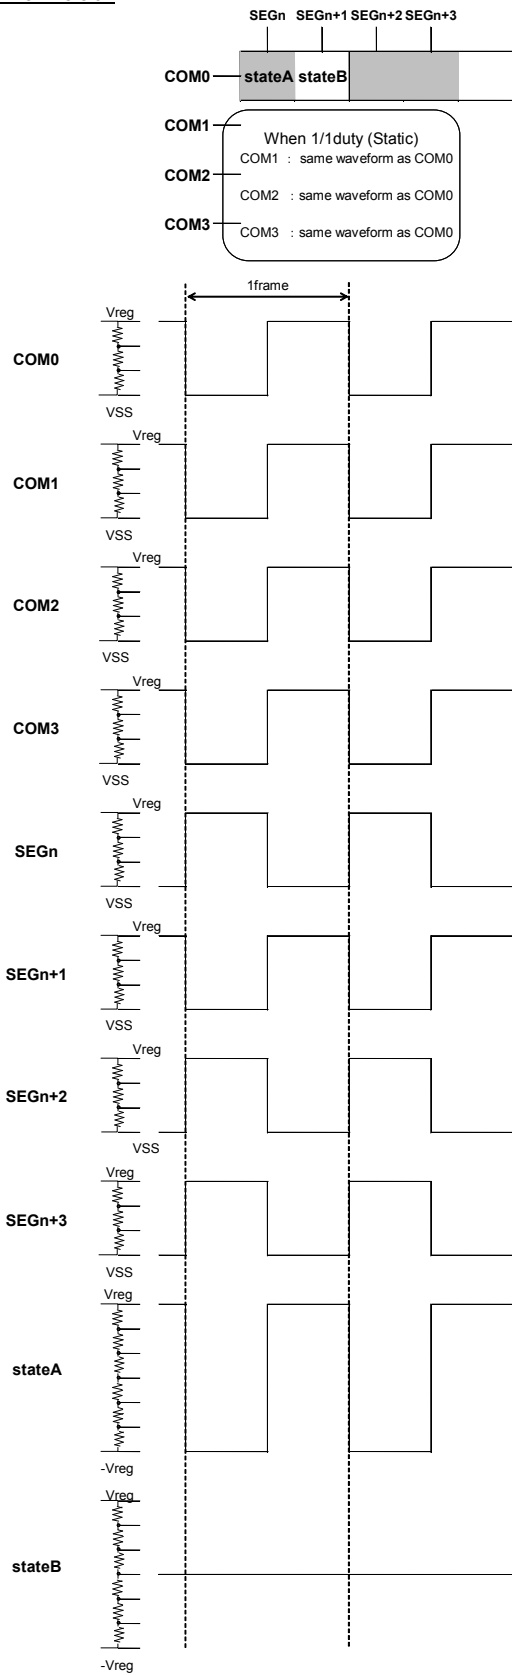 SEGn SEGn+1 SEGn+2 SEGn+3
COM0 stateA stateB
COM1
When 1/1duty (Static)
COM1 : same waveform as COM0
COM2
COM2 : same waveform as COM0
COM3
COM3 : same waveform as COM0
1frame
Vreg
COM0
VSS
Vreg
COM1
VSS
Vreg
COM2
VSS
Vreg
COM3
VSS
Vreg
SEGn
VSS
Vreg
SEGn+1
VSS
Vreg
SEGn+2
VSS
Vreg
SEGn+3
VSS
Vreg
stateA
-Vreg
Vreg
stateB
-Vreg